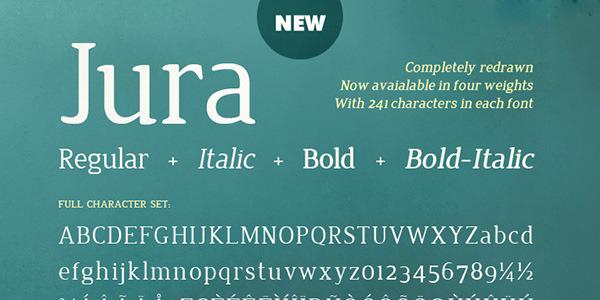 NEW
Jura
Completely redrawn
Now avaialable in four weights
With 241 characters in each font
Regular + Italic + Bold + Bold-Italic
FULL CHARACTER SET:
ABCDEFGHIJKLMNOPQRSTUVWXYZabcd
efghijklmnopqrstuvwxyz0123456789¼½